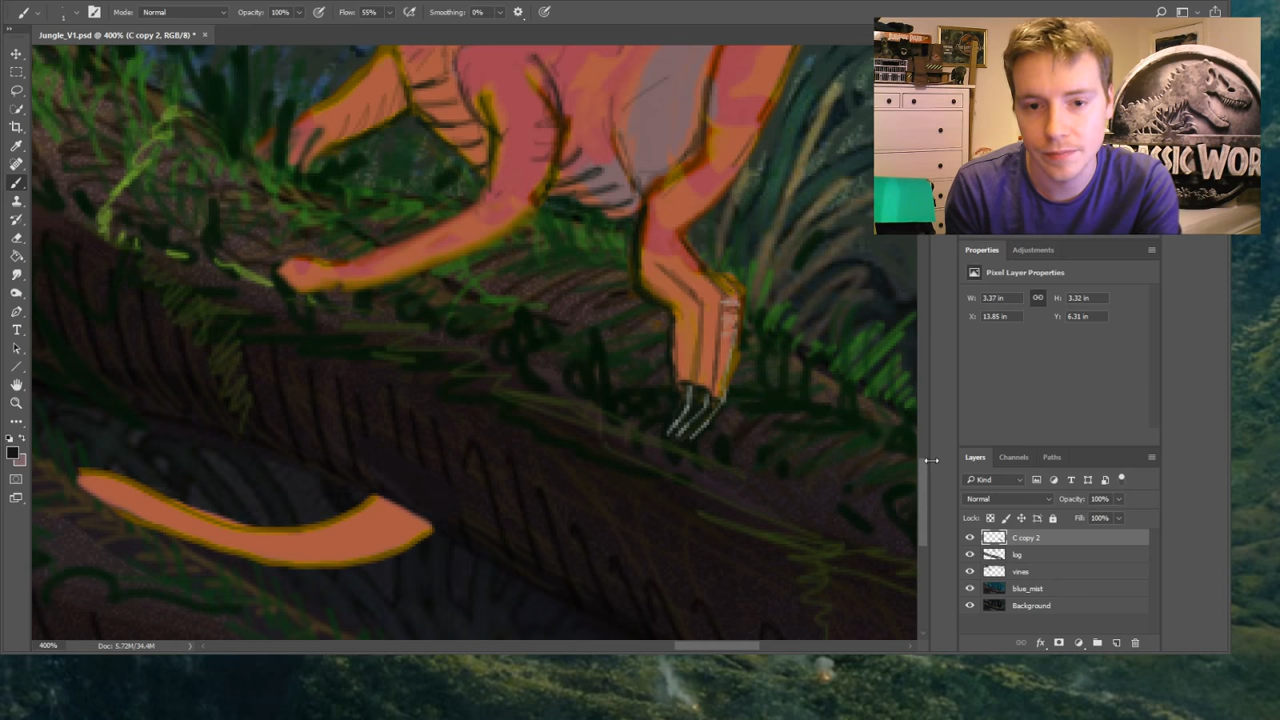 1 Mode: Normal Opacity: 100% Flow: 55% Smoothing: 0%
Jungle_V1.psd @ 400% (C copy 2, RGB/8) * ×
JURASSIC WOR
Properties Adjustments
Pixel Layer Properties
W: 3.37 in H: 3.32 in
X: 13.85 in Y: 6.31 in
Layers Channels Paths
Kind
Normal Opacity: 100%
Lock: Fill: 100%
C copy 2
log
vines
blue_mist
Background
400% Doc: 5.72M/34.4M